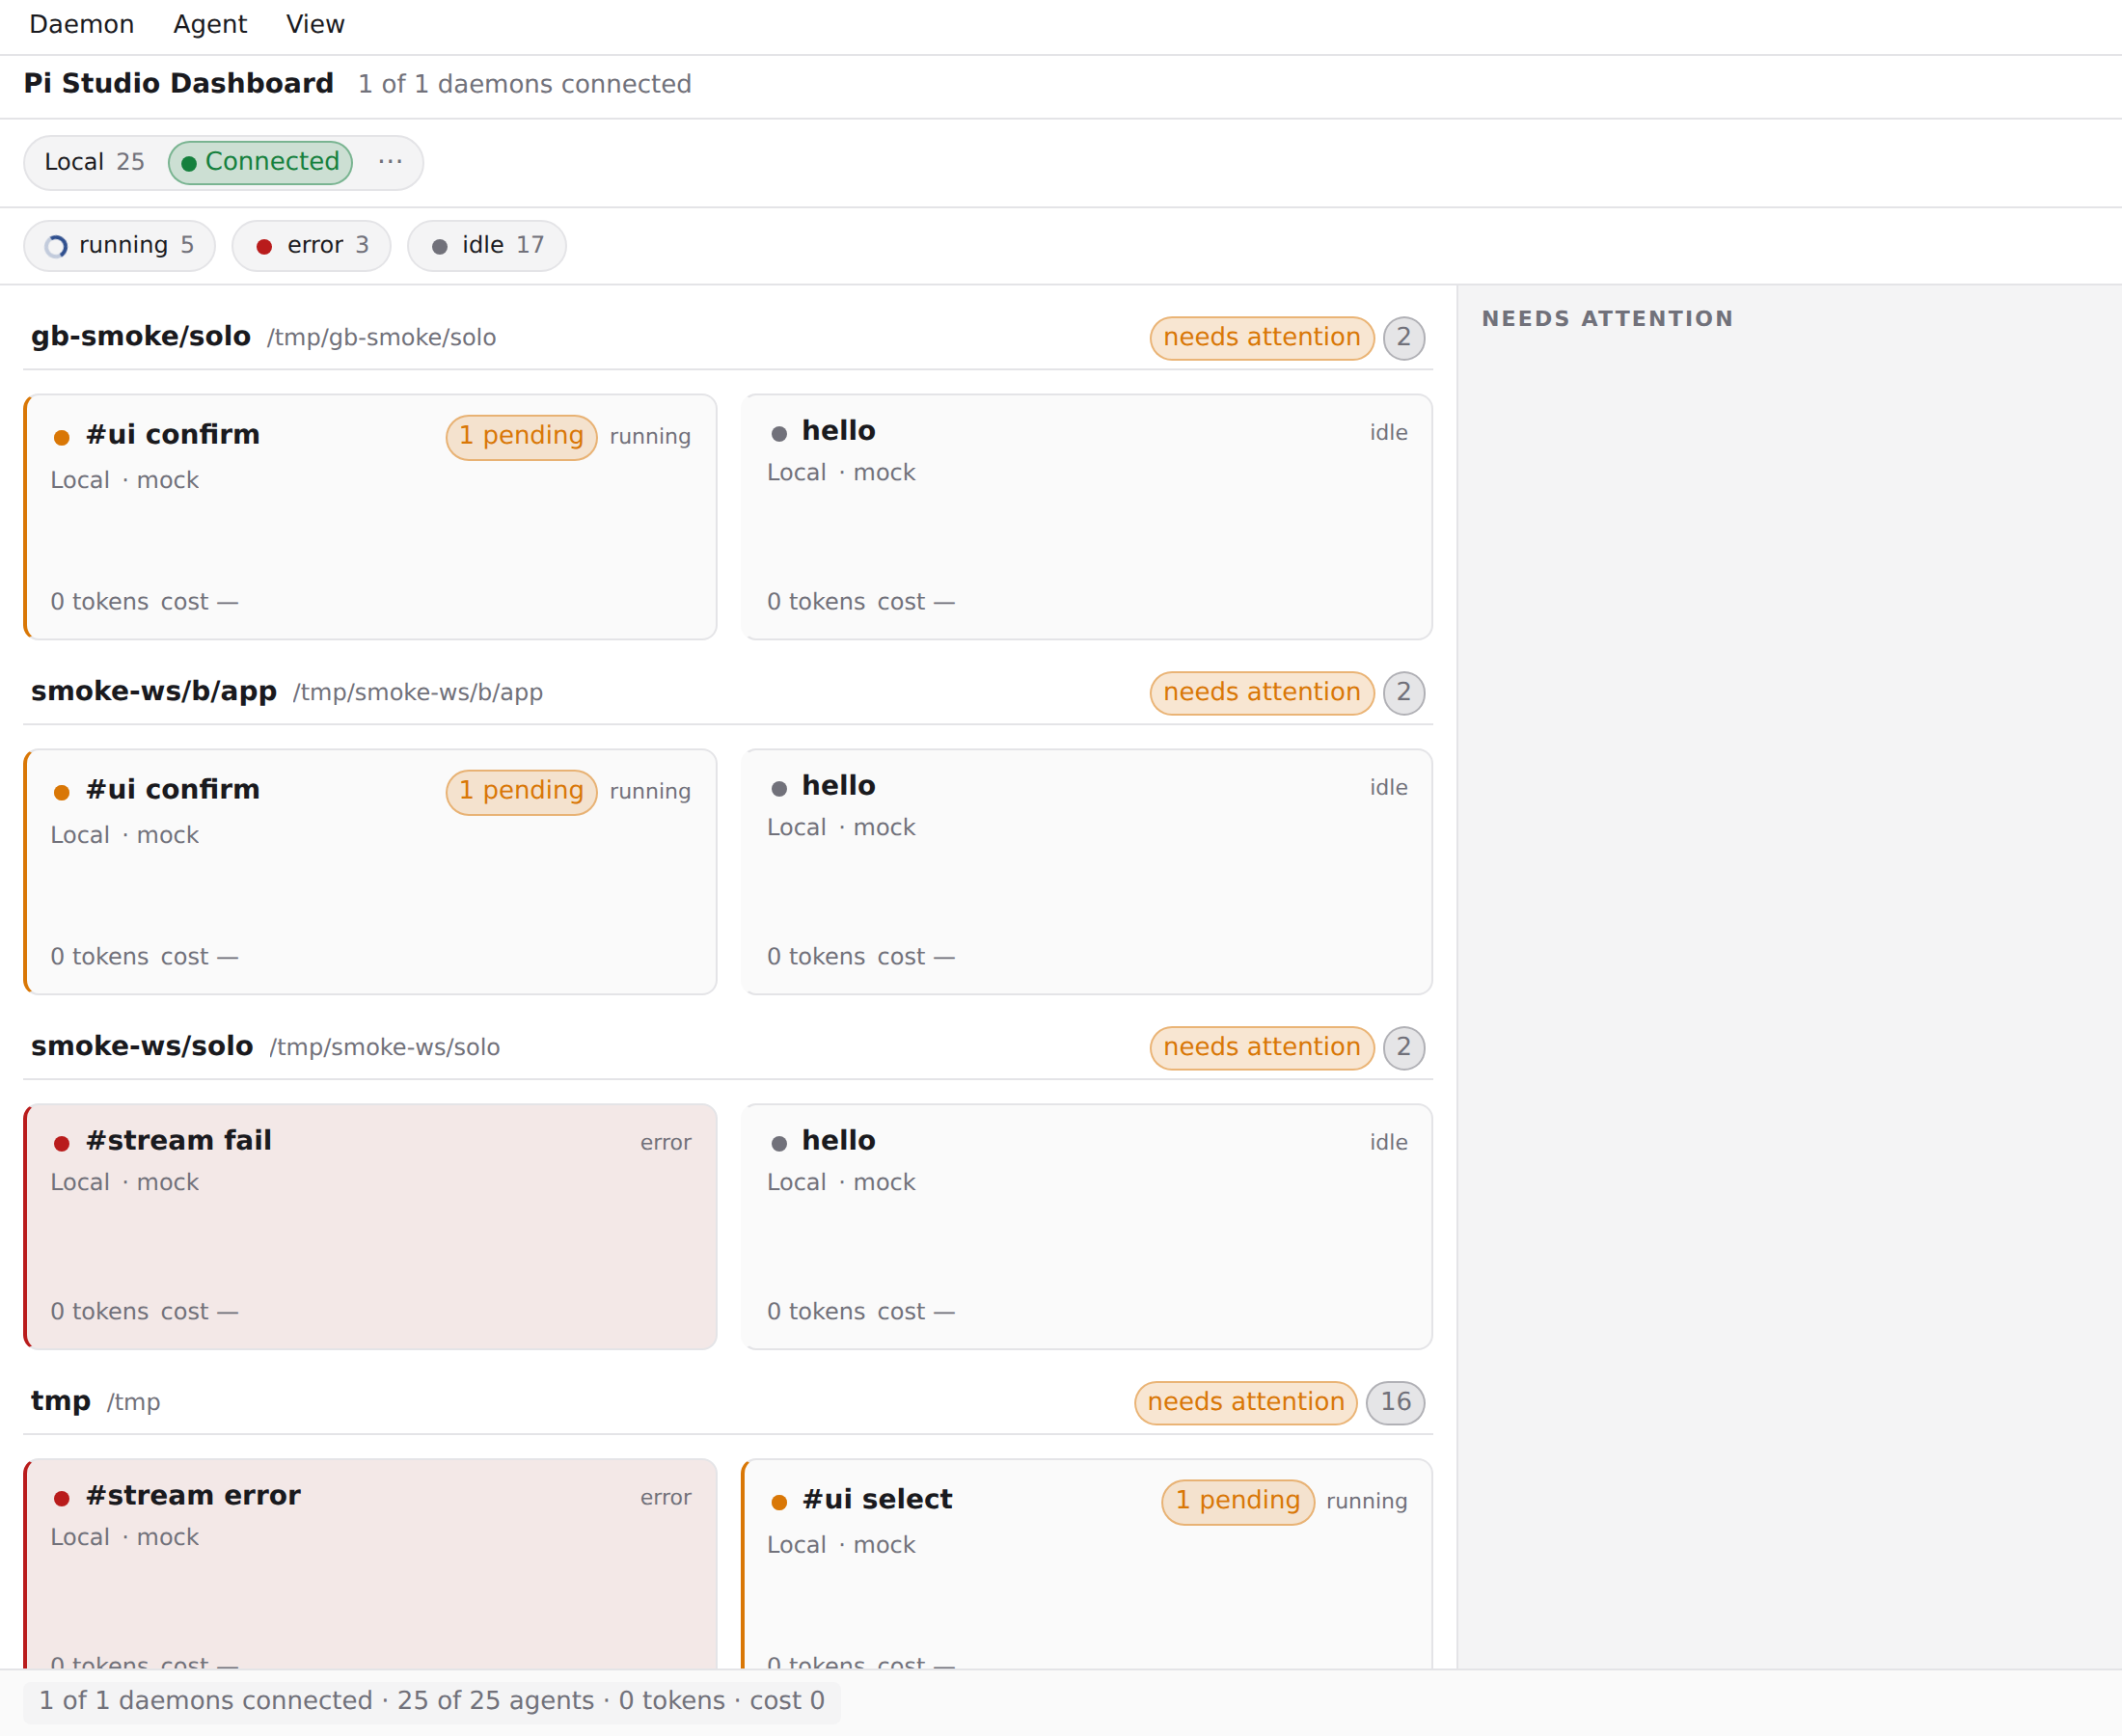 Daemon Agent View
Pi Studio Dashboard 1 of 1 daemons connected
Local 25 Connected ···
running 5 error 3 idle 17
gb-smoke/solo /tmp/gb-smoke/solo needs attention 2
NEEDS ATTENTION
#ui confirm 1 pending running
Local · mock
0 tokens cost —
hello idle
Local · mock
0 tokens cost —
smoke-ws/b/app /tmp/smoke-ws/b/app needs attention 2
#ui confirm 1 pending running
Local · mock
0 tokens cost —
hello idle
Local · mock
0 tokens cost —
smoke-ws/solo /tmp/smoke-ws/solo needs attention 2
#stream fail error
Local · mock
0 tokens cost —
hello idle
Local · mock
0 tokens cost —
tmp /tmp needs attention 16
#stream error error
Local · mock
0 tokens cost —
#ui select 1 pending running
Local · mock
0 tokens cost —
1 of 1 daemons connected · 25 of 25 agents · 0 tokens · cost 0